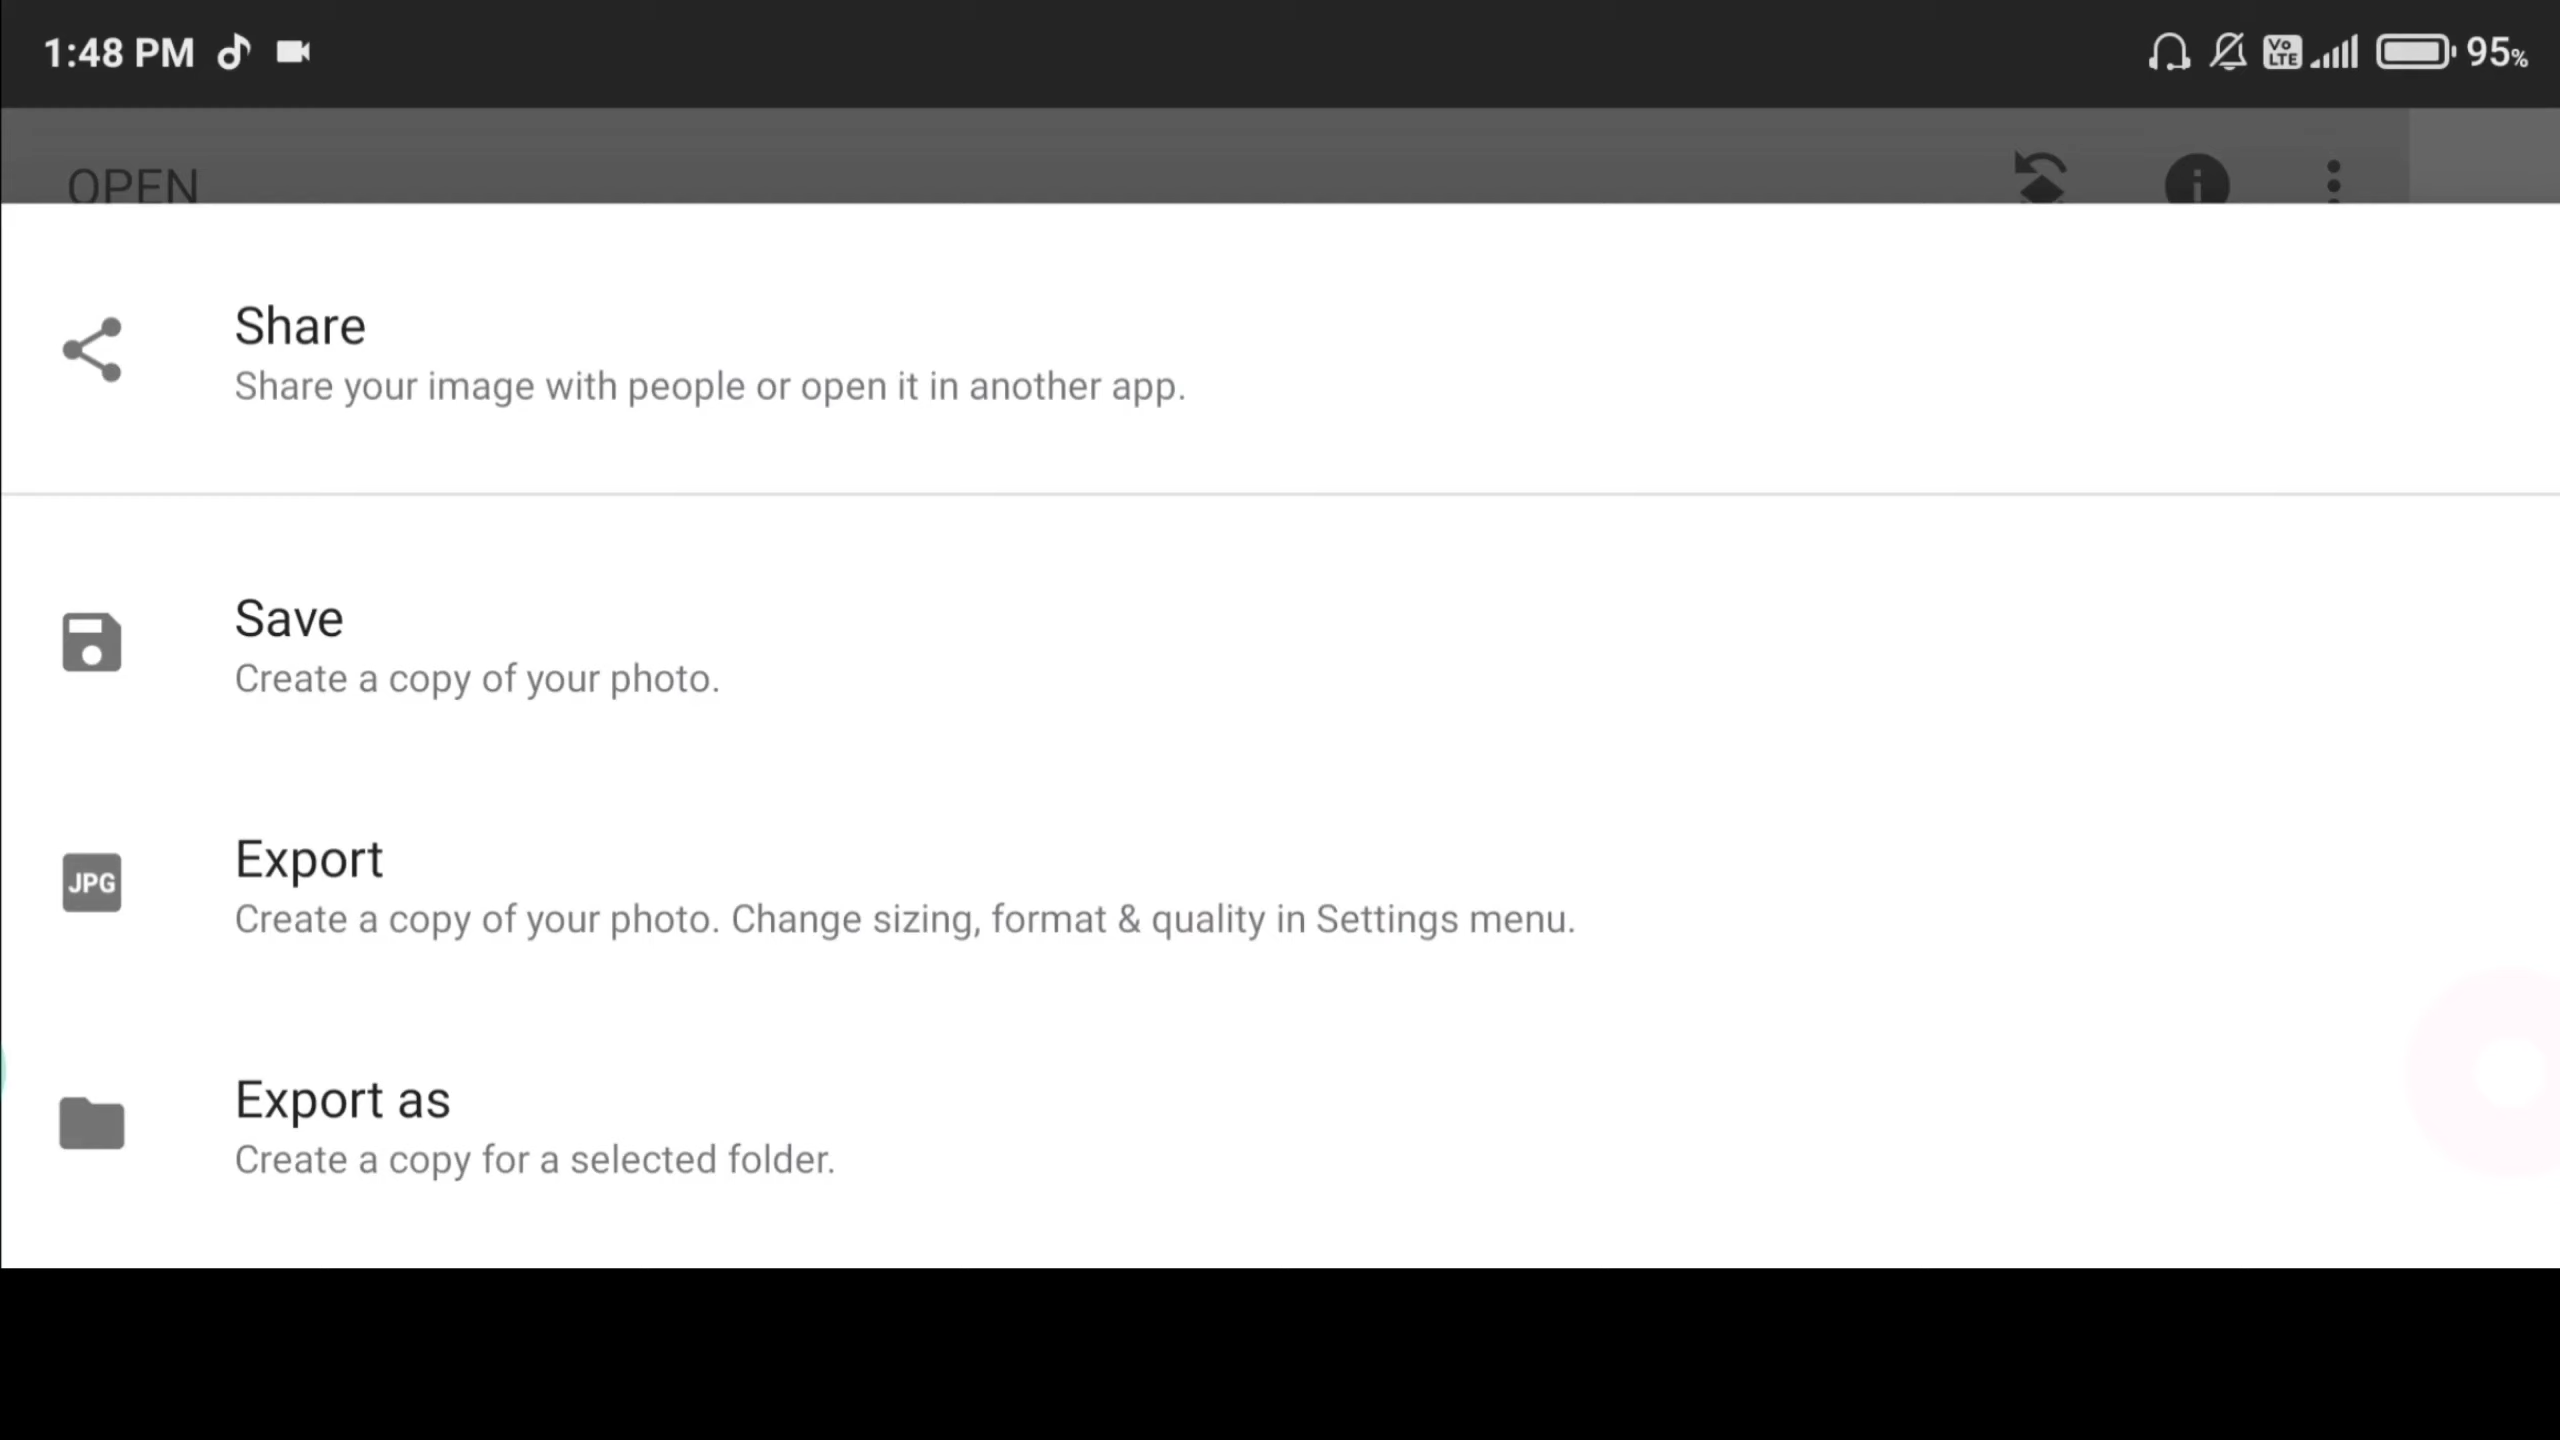 1:48 PM
Vo LTE
95%
OPEN
Share
Share your image with people or open it in another app.
Save
Create a copy of your photo.
JPG
Export
Create a copy of your photo. Change sizing, format & quality in Settings menu.
Export as
Create a copy for a selected folder.